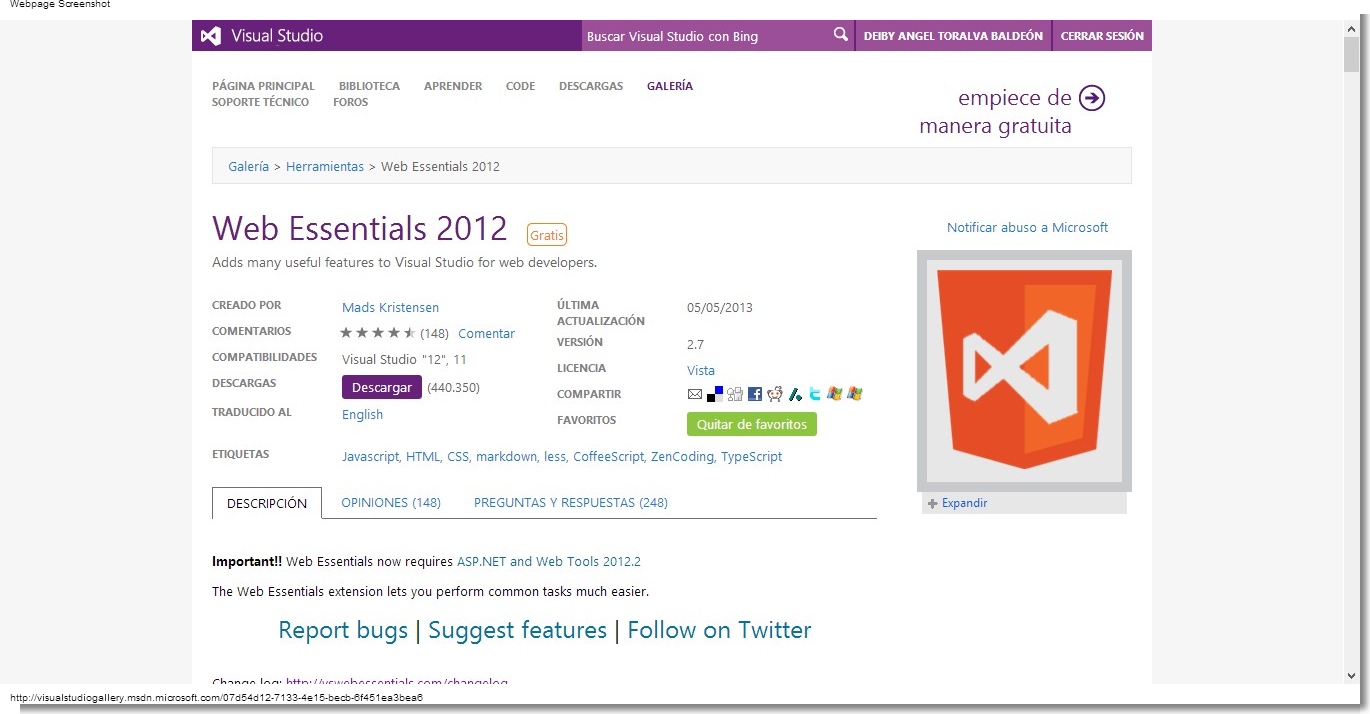 Webpage Screenshot
Visual Studio
Buscar Visual Studio con Bing
DEIBY ANGEL TORALVA BALDEÓN
CERRAR SESIÓN
PÁGINA PRINCIPAL BIBLIOTECA APRENDER CODE DESCARGAS GALERÍA
SOPORTE TÉCNICO FOROS
empiece de
manera gratuita
Galería > Herramientas > Web Essentials 2012
Web Essentials 2012 Gratis
Adds many useful features to Visual Studio for web developers.
Notificar abuso a Microsoft
CREADO POR Mads Kristensen
COMENTARIOS (148) Comentar
COMPATIBILIDADES Visual Studio "12", 11
DESCARGAS Descargar (440.350)
TRADUCIDO AL English
ÚLTIMA
ACTUALIZACIÓN 05/05/2013
VERSIÓN 2.7
LICENCIA Vista
COMPARTIR
FAVORITOS Quitar de favoritos
ETIQUETAS Javascript, HTML, CSS, markdown, less, CoffeeScript, ZenCoding, TypeScript
Expandir
DESCRIPCIÓN OPINIONES (148) PREGUNTAS Y RESPUESTAS (248)
Important!! Web Essentials now requires ASP.NET and Web Tools 2012.2
The Web Essentials extension lets you perform common tasks much easier.
Report bugs | Suggest features | Follow on Twitter
Change log: http://vswebessentials.com/changelog
http://visualstudiogallery.msdn.microsoft.com/07d54d12-7133-4e15-becb-6f451ea3bea6